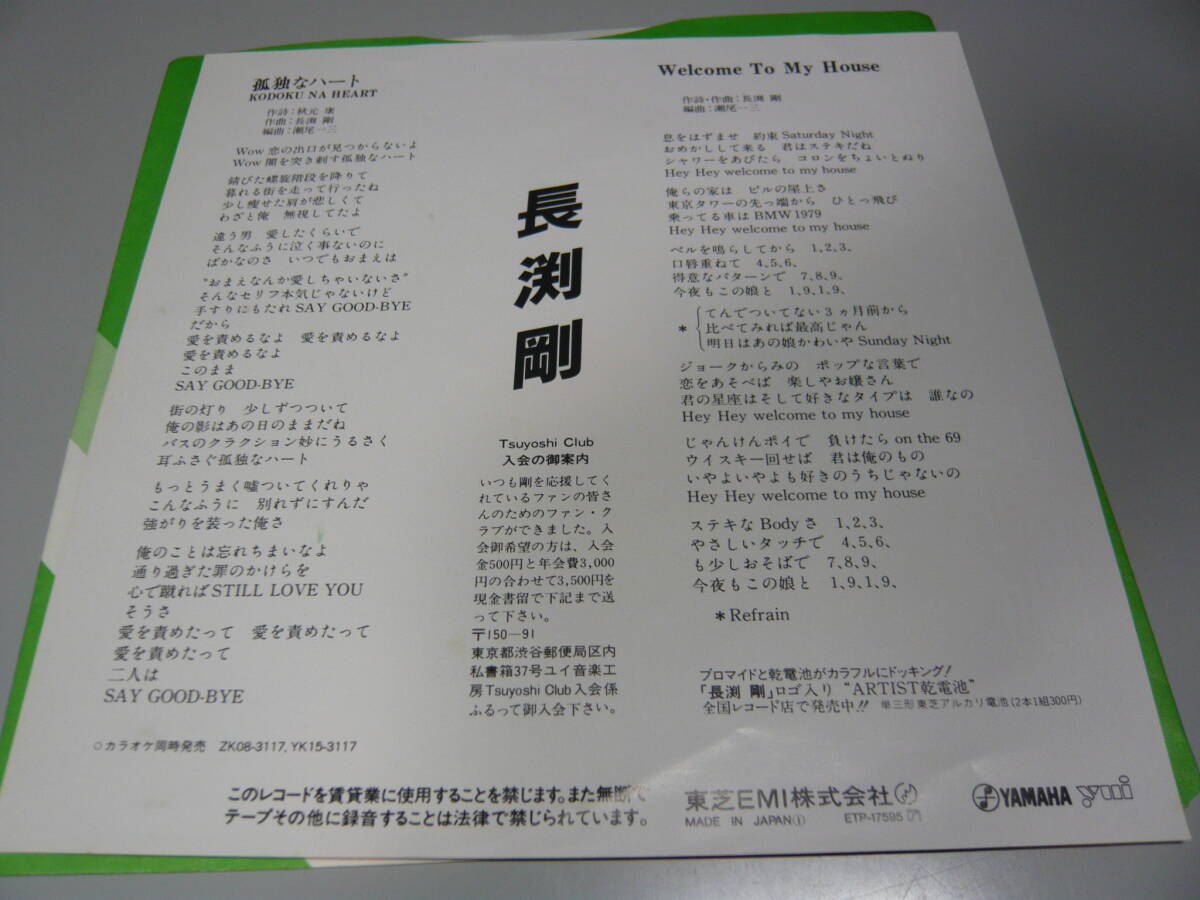 孤独なハート
KODOKU NA HEART
作詩：秋元 康
作曲：長渕 剛
編曲：瀬尾一三
Wow 恋の出口が見つからないよ
Wow 闇を突き刺す孤独なハート
錆びた螺旋階段を降りて
暮れる街を走って行ったね
少し痩せた肩が悲しくて
わざと俺　無視してたよ
違う男　愛したくらいで
そんなふうに泣く事ないのに
ばかなのさ　いつでもおまえは
“おまえなんか愛しちゃいないさ”
そんなセリフ本気じゃないけど
手すりにもたれ SAY GOOD-BYE
だから
愛を責めるなよ　愛を責めるなよ
愛を責めるなよ
このまま
SAY GOOD-BYE
街の灯り　少しずつついて
俺の影はあの日のままだね
バスのクラクション妙にうるさく
耳ふさぐ孤独なハート
もっとうまく嘘ついてくれりゃ
こんなふうに　別れずにすんだ
強がりを装った俺さ
俺のことは忘れちまいなよ
通り過ぎた罪のかけらを
心で蹴れば STILL LOVE YOU
そうさ
愛を責めたって　愛を責めたって
愛を責めたって
二人は
SAY GOOD-BYE
○カラオケ同時発売　ZK08-3117, YK15-3117
長渕剛
Tsuyoshi Club
入会の御案内
いつも剛を応援してく
れているファンの皆さ
んのためのファン・ク
ラブができました。入
会御希望の方は、入会
金500円と年会費3,000
円の合わせて3,500円を
現金書留で下記まで送
って下さい。
〒150−91
東京都渋谷郵便局区内
私書箱37号ユイ音楽工
房Tsuyoshi Club入会係
ふるって御入会下さい。
Welcome To My House
作詩・作曲：長渕 剛
編曲：瀬尾一三
息をはずませ　約束 Saturday Night
おめかしして来る　君はステキだね
シャワーをあびたら　コロンをちょいとぬり
Hey Hey welcome to my house
俺らの家は　ビルの屋上さ
東京タワーの先っ端から　ひとっ飛び
乗ってる車は BMW 1979
Hey Hey welcome to my house
ベルを鳴らしてから　1, 2, 3、
口唇重ねて　4, 5, 6、
得意なパターンで　7, 8, 9、
今夜もこの娘と　1, 9, 1, 9、
てんでついてない3ヵ月前から
* 比べてみれば最高じゃん
明日はあの娘かわいや Sunday Night
ジョークからみの　ポップな言葉で
恋をあそべば　楽しやお嬢さん
君の星座はそして好きなタイプは　誰なの
Hey Hey welcome to my house
じゃんけんポイで　負けたら on the 69
ウイスキー回せば　君は俺のもの
いやよいやよも好きのうちじゃないの
Hey Hey welcome to my house
ステキな Body さ　1, 2, 3、
やさしいタッチで　4, 5, 6、
も少しおそばで　7, 8, 9、
今夜もこの娘と　1, 9, 1, 9、
* Refrain
ブロマイドと乾電池がカラフルにドッキング！
「長渕 剛」ロゴ入り “ARTIST乾電池”
全国レコード店で発売中!! 単三形東芝アルカリ電池(2本1組300円)
このレコードを賃貸業に使用することを禁じます。また無断で
テープその他に録音することは法律で禁じられています。
東芝EMI株式会社
MADE IN JAPAN①　ETP-17595
YAMAHA yui